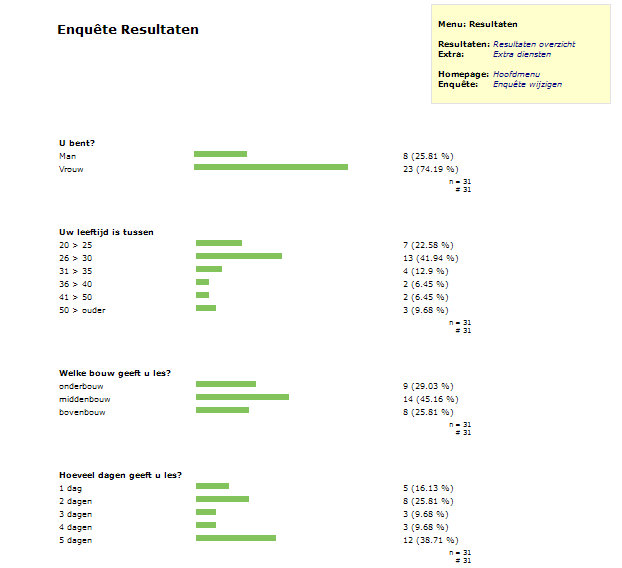 Enquête Resultaten
Menu: Resultaten
Resultaten: Resultaten overzicht
Extra: Extra diensten
Homepage: Hoofdmenu
Enquête: Enquête wijzigen
U bent?
Man 8 (25.81 %)
Vrouw 23 (74.19 %)
n = 31
# 31
Uw leeftijd is tussen
20 > 25 7 (22.58 %)
26 > 30 13 (41.94 %)
31 > 35 4 (12.9 %)
36 > 40 2 (6.45 %)
41 > 50 2 (6.45 %)
50 > ouder 3 (9.68 %)
n = 31
# 31
Welke bouw geeft u les?
onderbouw 9 (29.03 %)
middenbouw 14 (45.16 %)
bovenbouw 8 (25.81 %)
n = 31
# 31
Hoeveel dagen geeft u les?
1 dag 5 (16.13 %)
2 dagen 8 (25.81 %)
3 dagen 3 (9.68 %)
4 dagen 3 (9.68 %)
5 dagen 12 (38.71 %)
n = 31
# 31